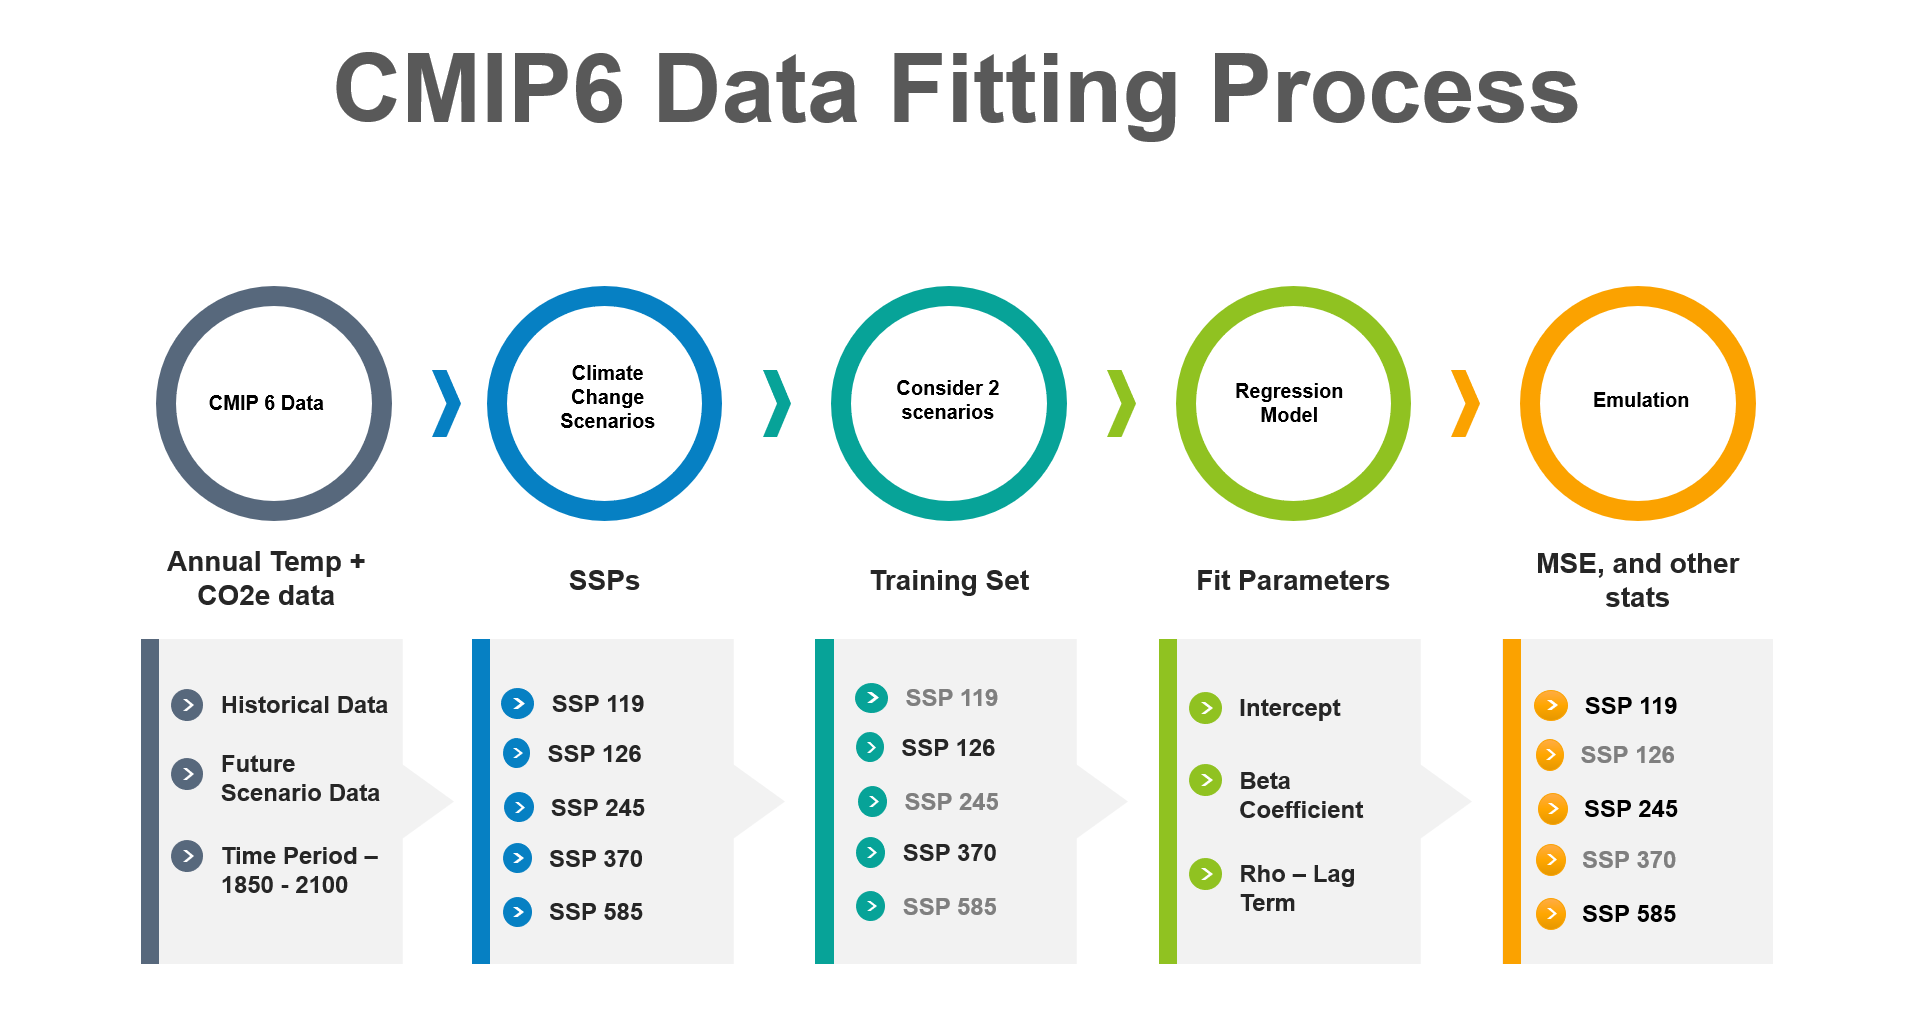 CMIP6 Data Fitting Process
CMIP 6 Data
Climate
Change
Scenarios
Consider 2
scenarios
Regression
Model
Emulation
Annual Temp +
CO2e data
SSPs
Training Set
Fit Parameters
MSE, and other
stats
Historical Data
Future
Scenario Data
Time Period –
1850 - 2100
SSP 119
SSP 126
SSP 245
SSP 370
SSP 585
SSP 119
SSP 126
SSP 245
SSP 370
SSP 585
Intercept
Beta
Coefficient
Rho – Lag
Term
SSP 119
SSP 126
SSP 245
SSP 370
SSP 585